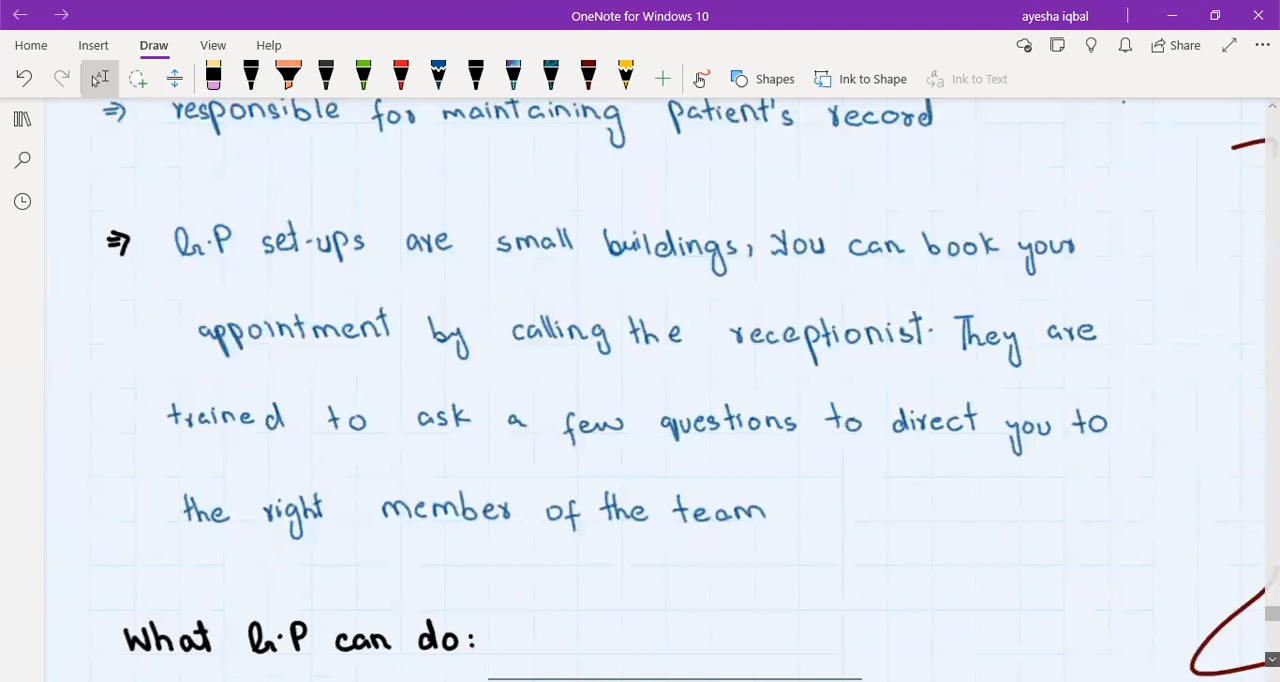 OneNote for Windows 10
ayesha iqbal
Home Insert Draw View Help
Share
Shapes Ink to Shape Ink to Text
⇒ responsible for maintaining patient's record
⇒ G.P set-ups are small buildings, You can book your
appointment by calling the receptionist. They are
trained to ask a few questions to direct you to
the right member of the team
What G.P can do: